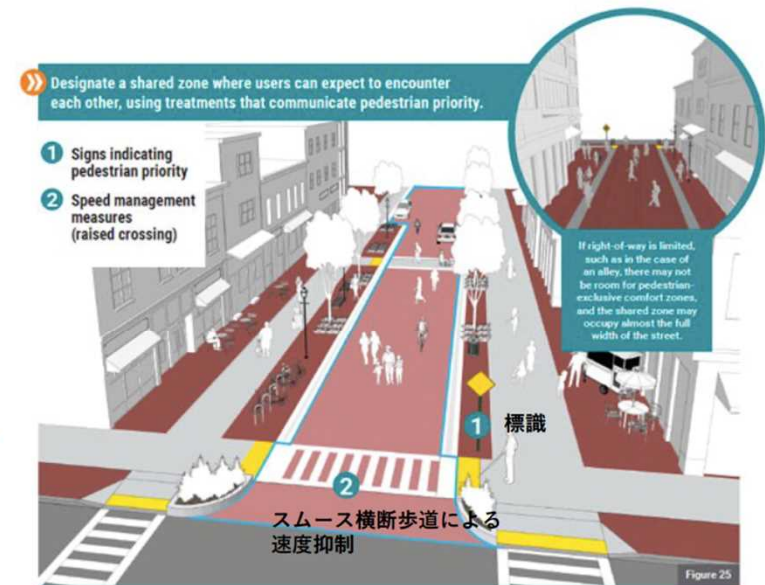 Designate a shared zone where users can expect to encounter
each other, using treatments that communicate pedestrian priority.
1 Signs indicating
pedestrian priority
2 Speed management
measures
(raised crossing)
If right-of-way is limited,
such as in the case of
an alley, there may not
be room for pedestrian-
exclusive comfort zones,
and the shared zone may
occupy almost the full
width of the street.
1 標識
2
スムース横断歩道による
速度抑制
Figure 25